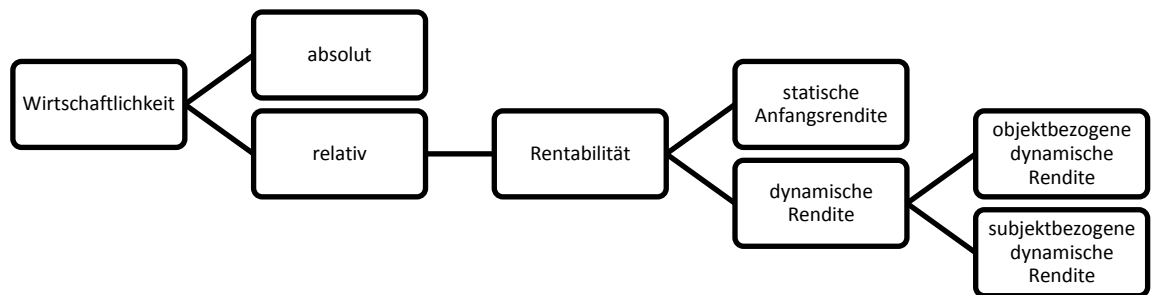 Wirtschaftlichkeit
absolut
relativ
Rentabilität
statische
Anfangsrendite
dynamische
Rendite
objektbezogene
dynamische
Rendite
subjektbezogene
dynamische
Rendite